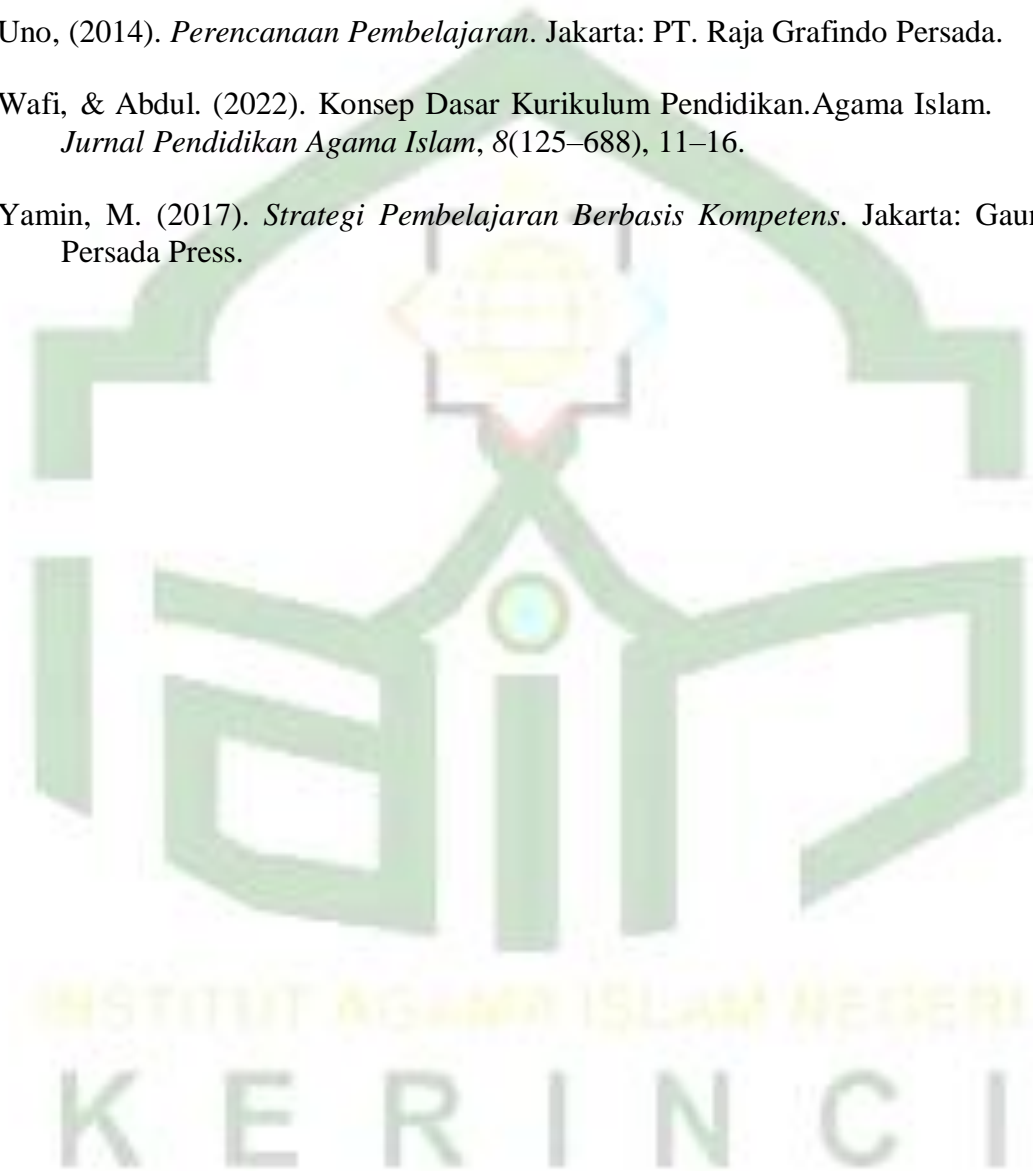 Uno, (2014). Perencanaan Pembelajaran. Jakarta: PT. Raja Grafindo Persada.
Wafi, & Abdul. (2022). Konsep Dasar Kurikulum Pendidikan.Agama Islam.
Jurnal Pendidikan Agama Islam, 8(125–688), 11–16.
Yamin, M. (2017). Strategi Pembelajaran Berbasis Kompetens. Jakarta: Gaun
Persada Press.
iain
INSTITUT AGAMA ISLAM NEGERI
KERINCI